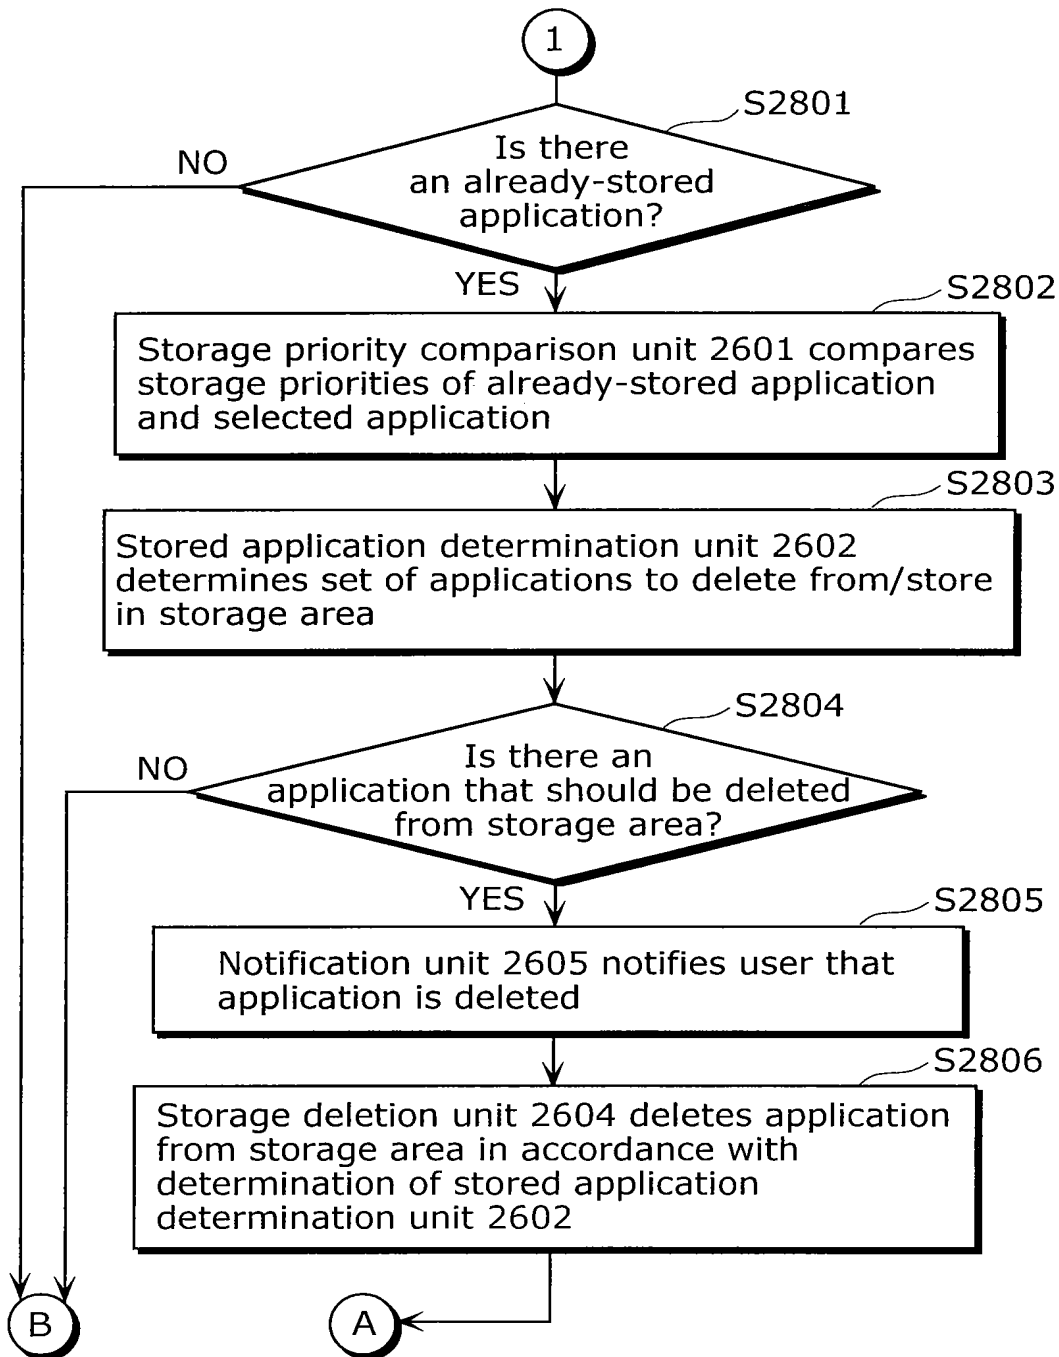 1
S2801
NO
Is there
an already-stored
application?
YES
S2802
Storage priority comparison unit 2601 compares
storage priorities of already-stored application
and selected application
S2803
Stored application determination unit 2602
determines set of applications to delete from/store
in storage area
S2804
NO
Is there an
application that should be deleted
from storage area?
YES
S2805
Notification unit 2605 notifies user that
application is deleted
S2806
Storage deletion unit 2604 deletes application
from storage area in accordance with
determination of stored application
determination unit 2602
B
A